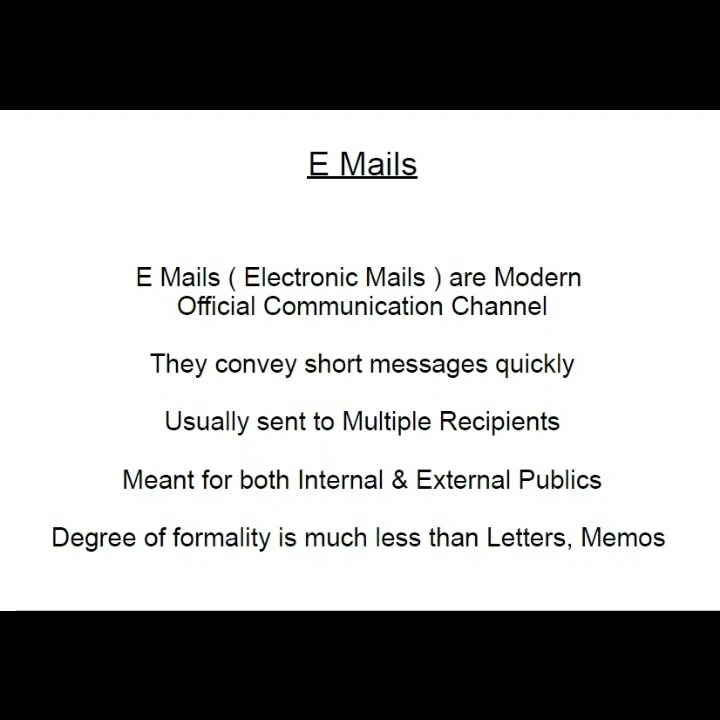 E Mails
E Mails ( Electronic Mails ) are Modern
Official Communication Channel
They convey short messages quickly
Usually sent to Multiple Recipients
Meant for both Internal & External Publics
Degree of formality is much less than Letters, Memos